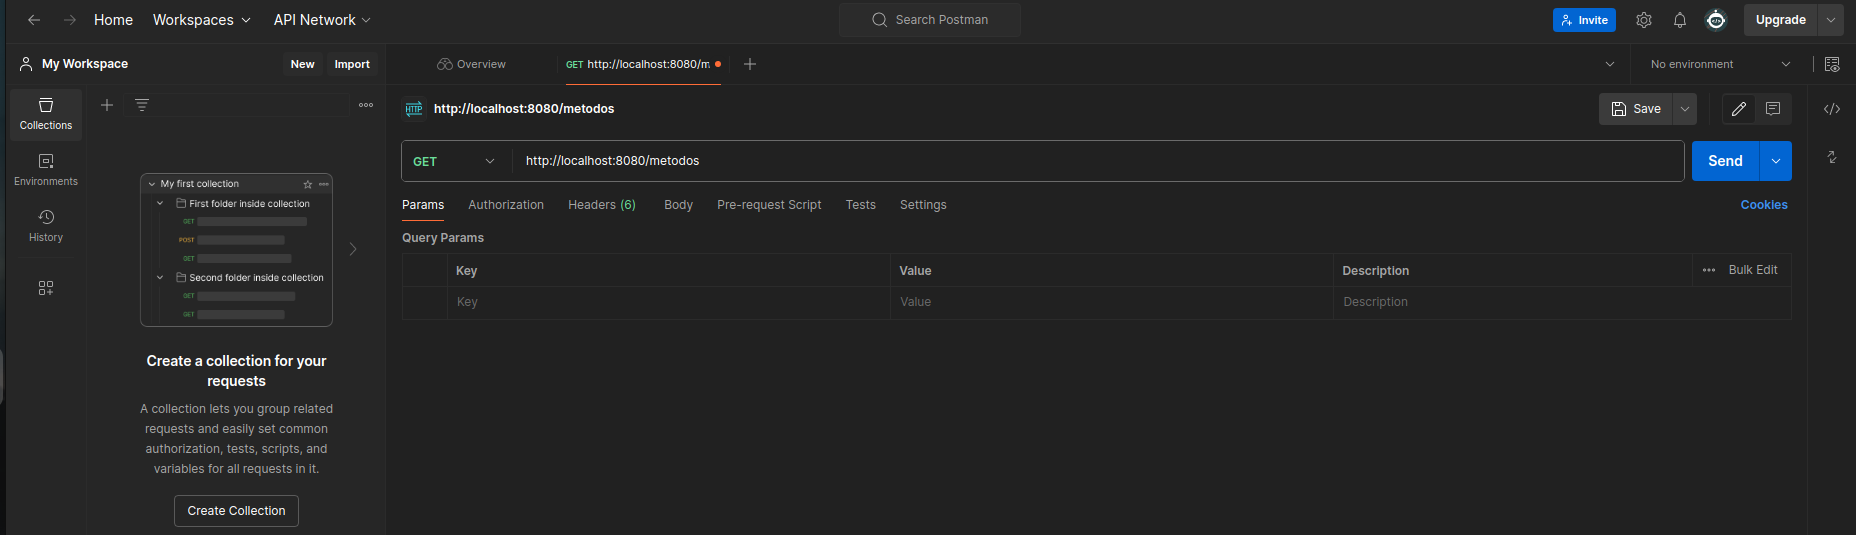 Home Workspaces API Network Search Postman Invite Upgrade
My Workspace New Import Overview GET http://localhost:8080/m No environment
Collections
Environments
History
My first collection
First folder inside collection
GET
POST
GET
Second folder inside collection
GET
GET
Create a collection for your
requests
A collection lets you group related
requests and easily set common
authorization, tests, scripts, and
variables for all requests in it.
Create Collection
HTTP http://localhost:8080/metodos Save
GET http://localhost:8080/metodos Send
Params Authorization Headers (6) Body Pre-request Script Tests Settings Cookies
Query Params
Key Value Description Bulk Edit
Key Value Description